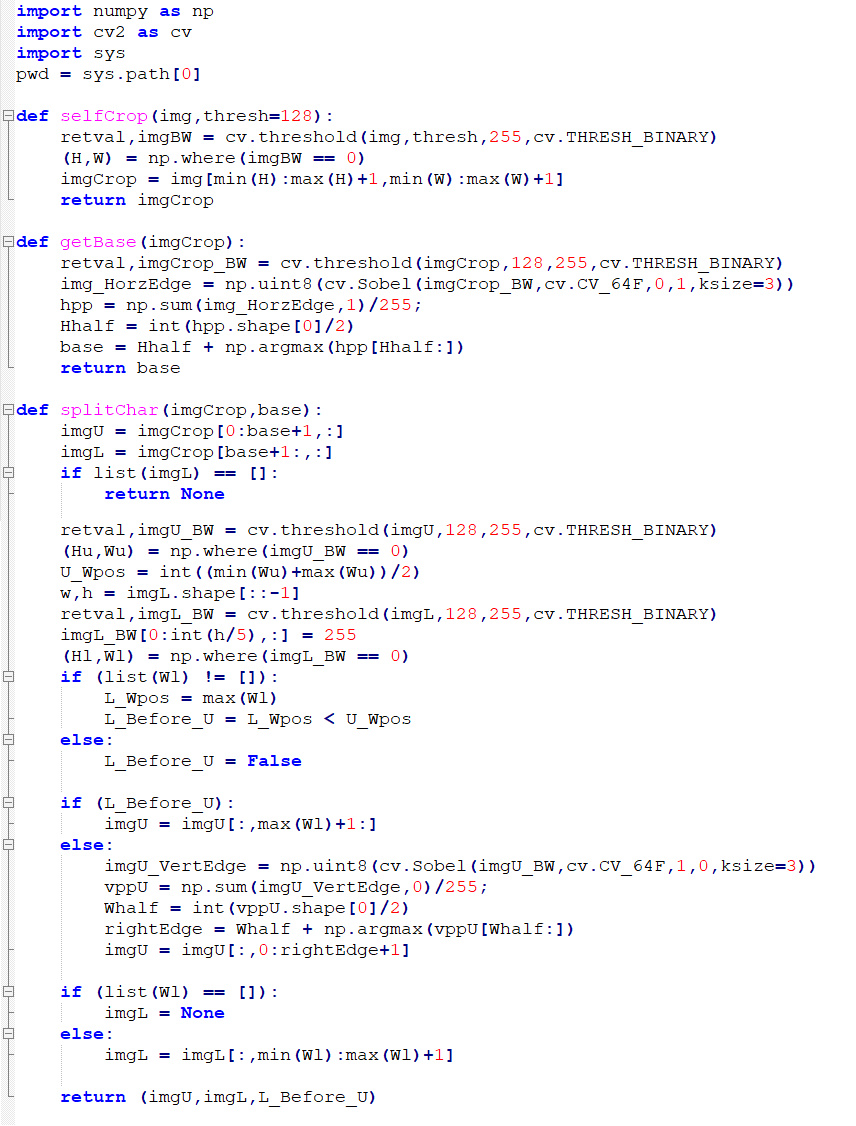 import numpy as np
import cv2 as cv
import sys
pwd = sys.path[0]
def selfCrop(img,thresh=128):
retval,imgBW = cv.threshold(img,thresh,255,cv.THRESH_BINARY)
(H,W) = np.where(imgBW == 0)
imgCrop = img[min(H):max(H)+1,min(W):max(W)+1]
return imgCrop
def getBase(imgCrop):
retval,imgCrop_BW = cv.threshold(imgCrop,128,255,cv.THRESH_BINARY)
img_HorzEdge = np.uint8(cv.Sobel(imgCrop_BW,cv.CV_64F,0,1,ksize=3))
hpp = np.sum(img_HorzEdge,1)/255;
Hhalf = int(hpp.shape[0]/2)
base = Hhalf + np.argmax(hpp[Hhalf:])
return base
def splitChar(imgCrop,base):
imgU = imgCrop[0:base+1,:]
imgL = imgCrop[base+1:,:]
if list(imgL) == []:
return None
retval,imgU_BW = cv.threshold(imgU,128,255,cv.THRESH_BINARY)
(Hu,Wu) = np.where(imgU_BW == 0)
U_Wpos = int((min(Wu)+max(Wu))/2)
w,h = imgL.shape[::-1]
retval,imgL_BW = cv.threshold(imgL,128,255,cv.THRESH_BINARY)
imgL_BW[0:int(h/5),:] = 255
(Hl,Wl) = np.where(imgL_BW == 0)
if (list(Wl) != []):
L_Wpos = max(Wl)
L_Before_U = L_Wpos < U_Wpos
else:
L_Before_U = False
if (L_Before_U):
imgU = imgU[:,max(Wl)+1:]
else:
imgU_VertEdge = np.uint8(cv.Sobel(imgU_BW,cv.CV_64F,1,0,ksize=3))
vppU = np.sum(imgU_VertEdge,0)/255;
Whalf = int(vppU.shape[0]/2)
rightEdge = Whalf + np.argmax(vppU[Whalf:])
imgU = imgU[:,0:rightEdge+1]
if (list(Wl) == []):
imgL = None
else:
imgL = imgL[:,min(Wl):max(Wl)+1]
return (imgU,imgL,L_Before_U)